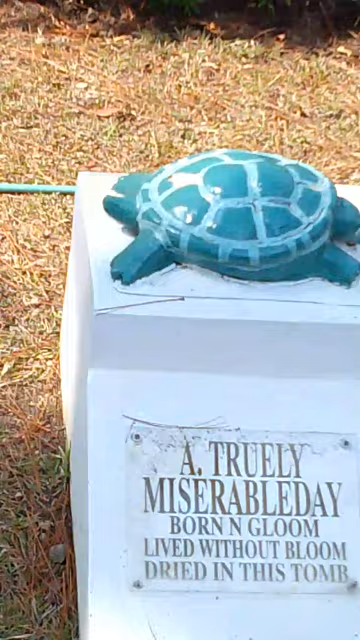 A. TRUELY
MISERABLEDAY
BORN N GLOOM
LIVED WITHOUT BLOOM
DRIED IN THIS TOMB